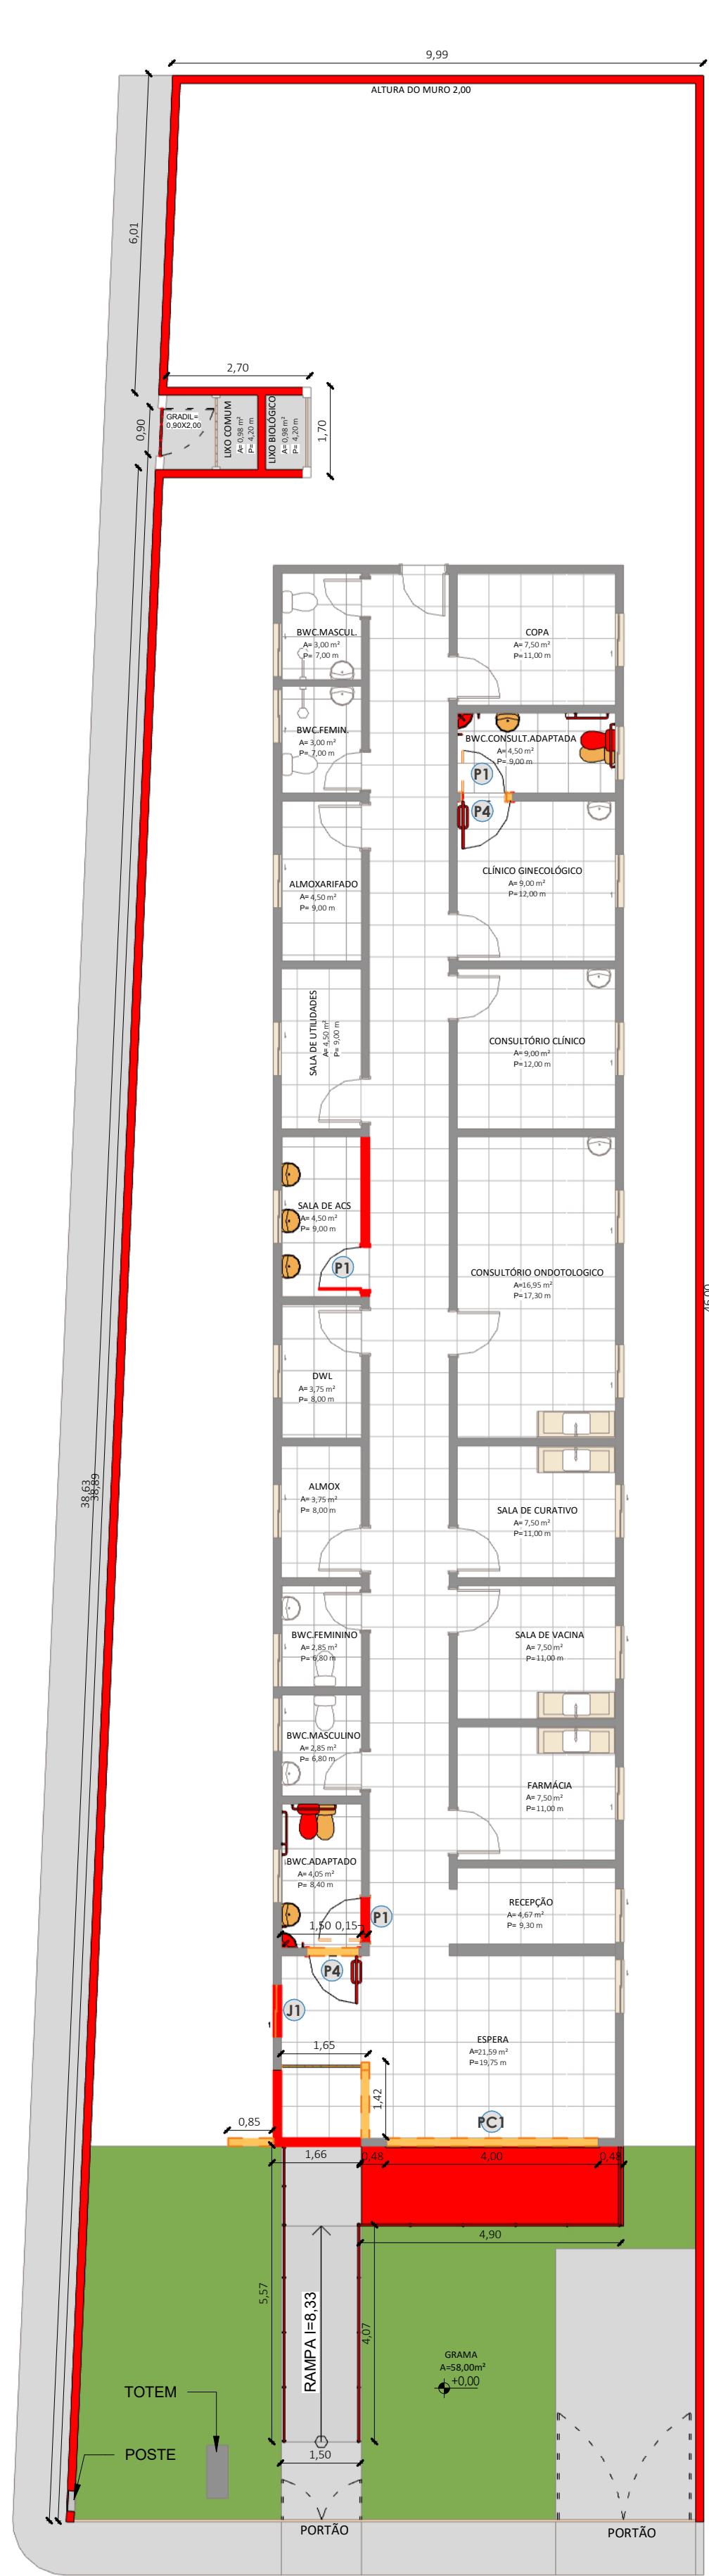 9,99
ALTURA DO MURO 2,00
6,01
2,70
0,90
GRADIL=
0,90X2,00
LIXO COMUM
A= 0,98 m²
P= 4,20 m
LIXO BIOLÓGICO
A= 0,98 m²
P= 4,20 m
1,70
BWC.MASCUL.
A= 3,00 m²
P= 7,00 m
COPA
A= 7,50 m²
P= 11,00 m
BWC.FEMIN.
A= 3,00 m²
P= 7,00 m
BWC.CONSULT.ADAPTADA
A= 4,50 m²
P= 9,00 m
P1
P4
ALMOXARIFADO
A= 4,50 m²
P= 9,00 m
CLÍNICO GINECOLÓGICO
A= 9,00 m²
P= 12,00 m
SALA DE UTILIDADES
A= 4,50 m²
P= 9,00 m
CONSULTÓRIO CLÍNICO
A= 9,00 m²
P= 12,00 m
SALA DE ACS
A= 4,50 m²
P= 9,00 m
P1
CONSULTÓRIO ONDOTOLOGICO
A=16,95 m²
P= 17,30 m
46,00
DWL
A= 3,75 m²
P= 8,00 m
38,63
38,89
ALMOX
A= 3,75 m²
P= 8,00 m
SALA DE CURATIVO
A= 7,50 m²
P= 11,00 m
BWC.FEMININO
A= 2,85 m²
P= 6,80 m
SALA DE VACINA
A= 7,50 m²
P= 11,00 m
BWC.MASCULINO
A= 2,85 m²
P= 6,80 m
FARMÁCIA
A= 7,50 m²
P= 11,00 m
BWC.ADAPTADO
A= 4,05 m²
P= 8,40 m
RECEPÇÃO
A= 4,67 m²
P= 9,30 m
P1
1,50 0,15
P4
J1
ESPERA
A=21,59 m²
P= 19,75 m
1,65
1,42
0,85
PC1
1,66
0,48
4,00
0,48
4,90
5,57
RAMPA I=8,33
4,07
GRAMA
A=58,00m²
+0,00
TOTEM
POSTE
1,50
PORTÃO
PORTÃO